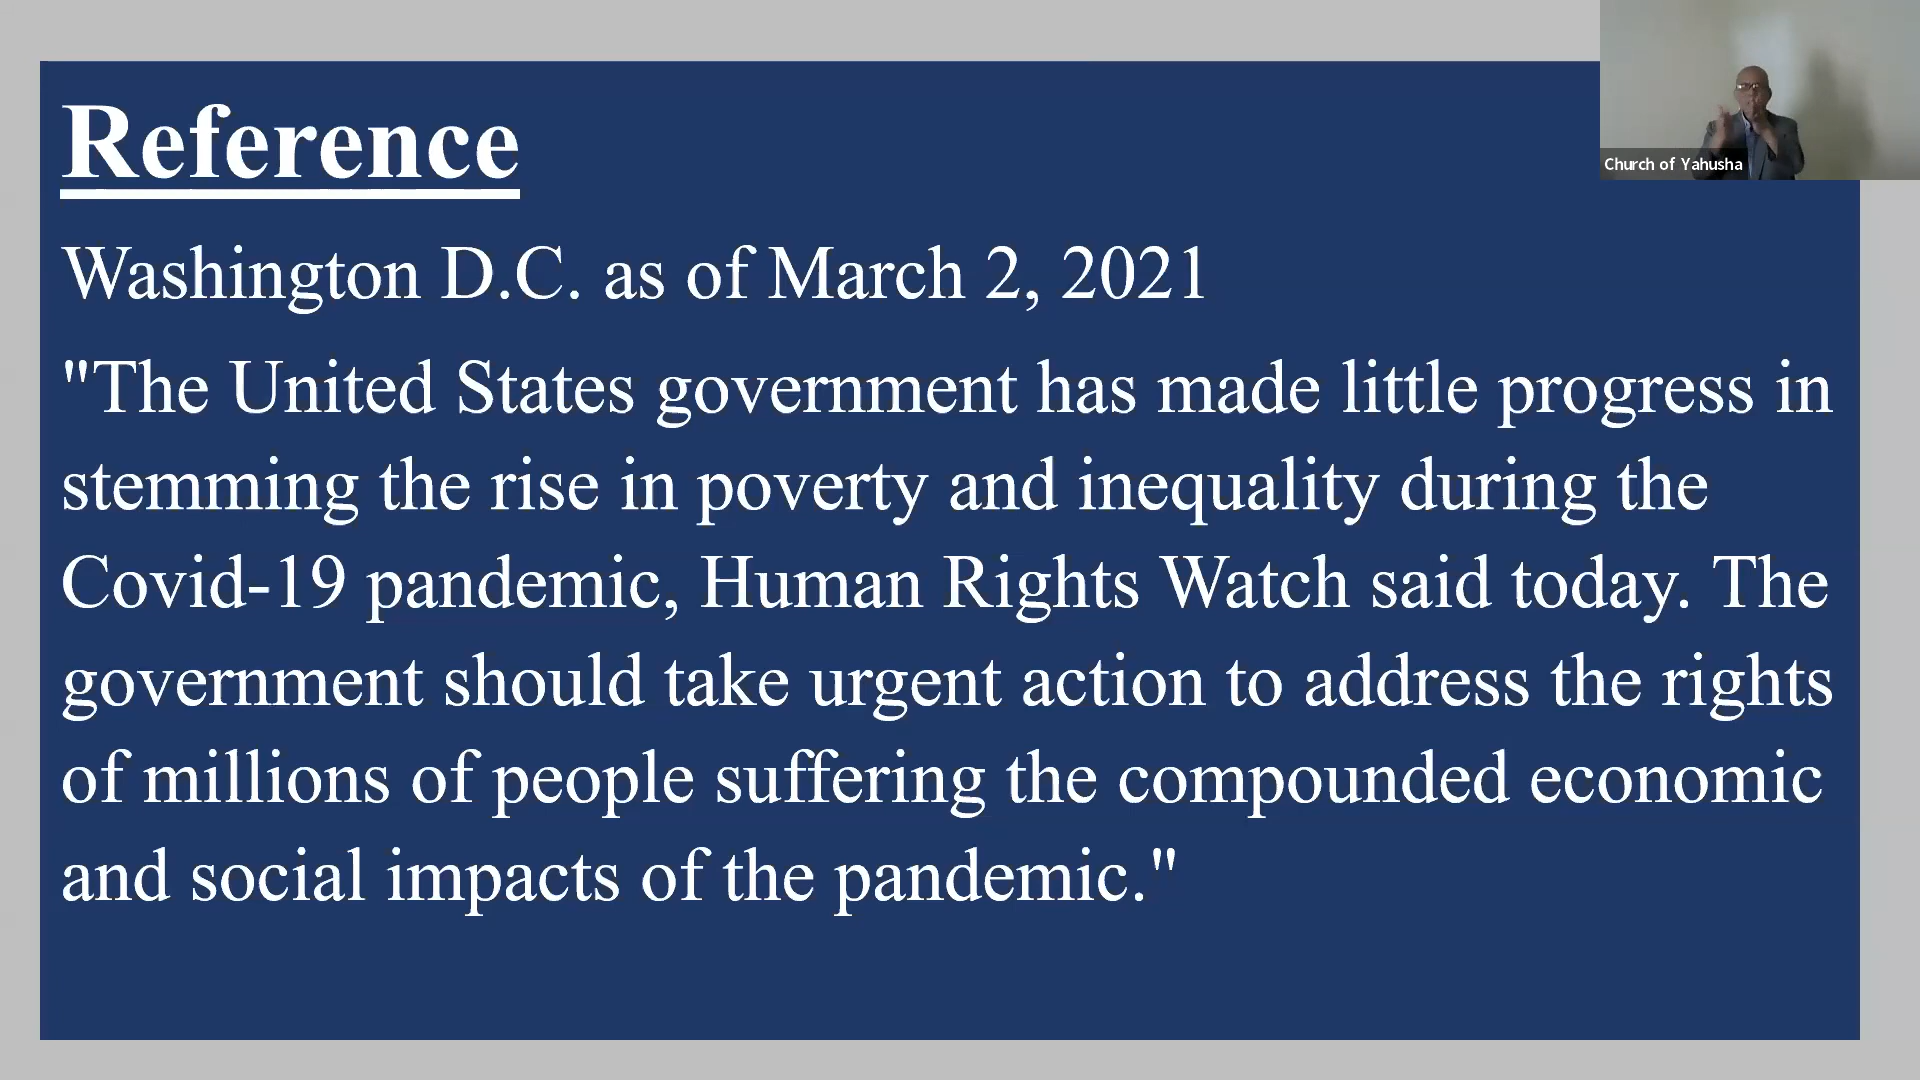 Reference
Washington D.C. as of March 2, 2021
"The United States government has made little progress in
stemming the rise in poverty and inequality during the
Covid-19 pandemic, Human Rights Watch said today. The
government should take urgent action to address the rights
of millions of people suffering the compounded economic
and social impacts of the pandemic."
Church of Yahusha